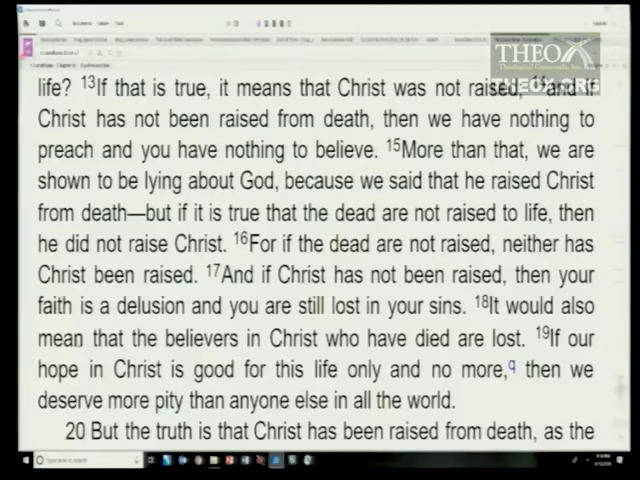 THEOX
THEOX.ORG
life? 13If that is true, it means that Christ was not raised; 14and if
Christ has not been raised from death, then we have nothing to
preach and you have nothing to believe. 15More than that, we are
shown to be lying about God, because we said that he raised Christ
from death—but if it is true that the dead are not raised to life, then
he did not raise Christ. 16For if the dead are not raised, neither has
Christ been raised. 17And if Christ has not been raised, then your
faith is a delusion and you are still lost in your sins. 18It would also
mean that the believers in Christ who have died are lost. 19If our
hope in Christ is good for this life only and no more,q then we
deserve more pity than anyone else in all the world.
20 But the truth is that Christ has been raised from death, as the